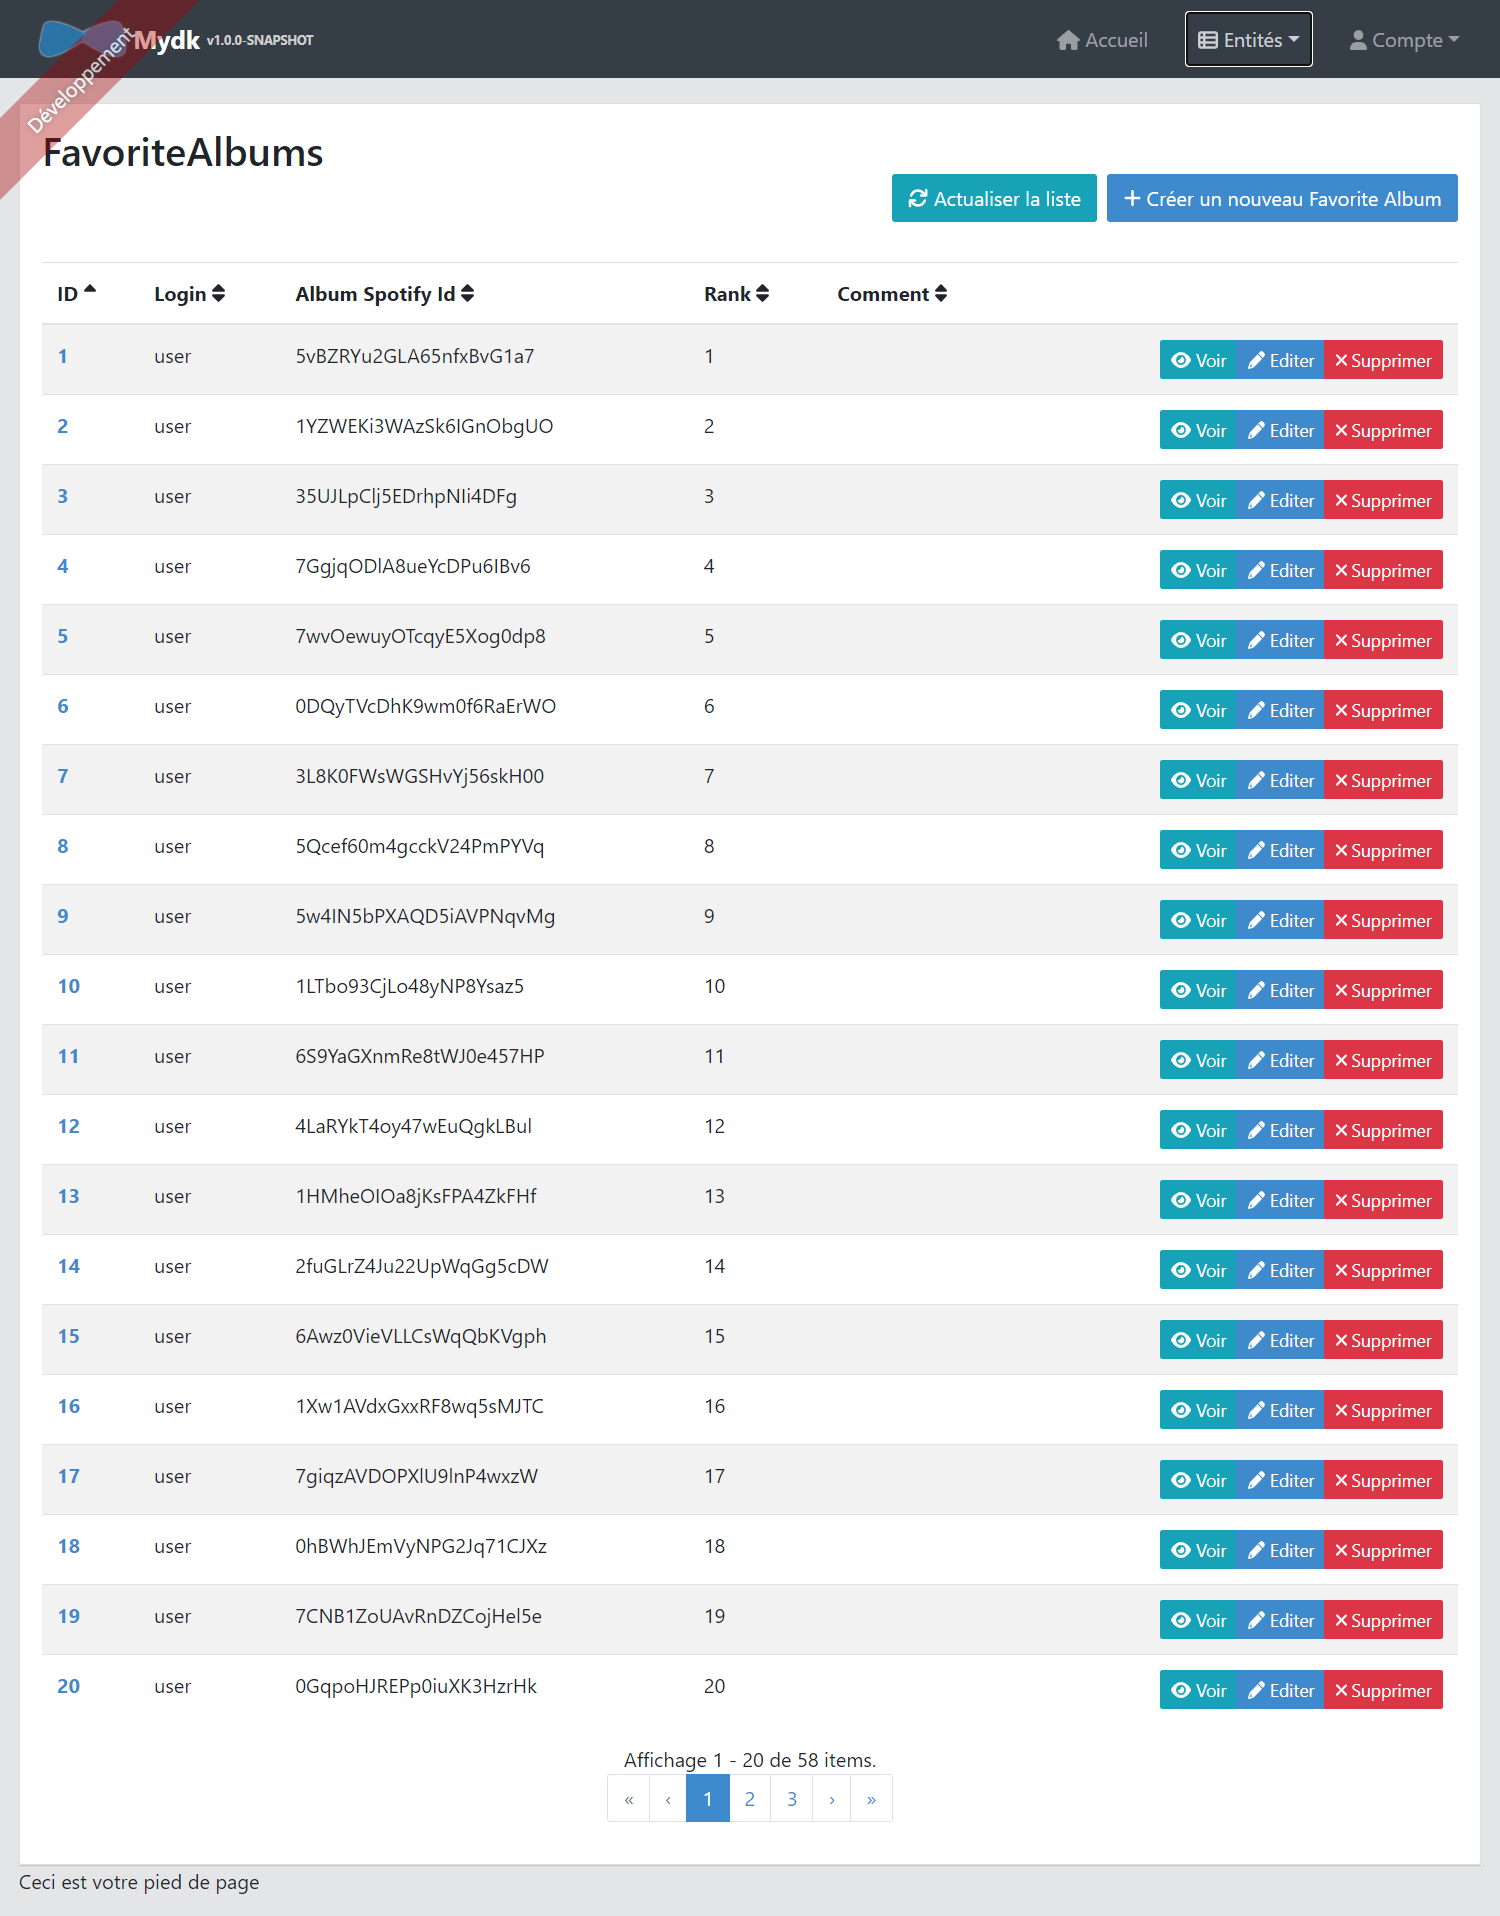 Développement
Mydk v1.0.0-SNAPSHOT
Accueil Entités Compte
FavoriteAlbums
Actualiser la liste Créer un nouveau Favorite Album
ID Login Album Spotify Id Rank Comment
1 user 5vBZRYu2GLA65nfxBvG1a7 1 Voir Editer Supprimer
2 user 1YZWEKi3WAzSk6IGnObgUO 2 Voir Editer Supprimer
3 user 35UJLpClj5EDrhpNIi4DFg 3 Voir Editer Supprimer
4 user 7GgjqODlA8ueYcDPu6IBv6 4 Voir Editer Supprimer
5 user 7wvOewuyOTcqyE5Xog0dp8 5 Voir Editer Supprimer
6 user 0DQyTVcDhK9wm0f6RaErWO 6 Voir Editer Supprimer
7 user 3L8K0FWsWGSHvYj56skH00 7 Voir Editer Supprimer
8 user 5Qcef60m4gcckV24PmPYVq 8 Voir Editer Supprimer
9 user 5w4IN5bPXAQD5iAVPNqvMg 9 Voir Editer Supprimer
10 user 1LTbo93CjLo48yNP8Ysaz5 10 Voir Editer Supprimer
11 user 6S9YaGXnmRe8tWJ0e457HP 11 Voir Editer Supprimer
12 user 4LaRYkT4oy47wEuQgkLBul 12 Voir Editer Supprimer
13 user 1HMheOIOa8jKsFPA4ZkFHf 13 Voir Editer Supprimer
14 user 2fuGLrZ4Ju22UpWqGg5cDW 14 Voir Editer Supprimer
15 user 6Awz0VieVLLCsWqQbKVgph 15 Voir Editer Supprimer
16 user 1Xw1AVdxGxxRF8wq5sMJTC 16 Voir Editer Supprimer
17 user 7giqzAVDOPXlU9lnP4wxzW 17 Voir Editer Supprimer
18 user 0hBWhJEmVyNPG2Jq71CJXz 18 Voir Editer Supprimer
19 user 7CNB1ZoUAvRnDZCojHel5e 19 Voir Editer Supprimer
20 user 0GqpoHJREPp0iuXK3HzrHk 20 Voir Editer Supprimer
Affichage 1 - 20 de 58 items.
« ‹ 1 2 3 › »
Ceci est votre pied de page